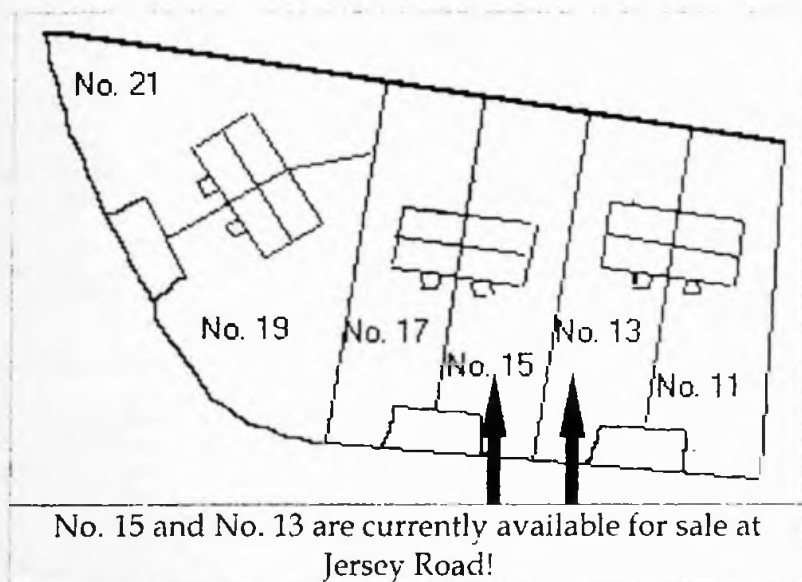 No. 21
No. 19
No. 17
No. 15
No. 13
No. 11
No. 15 and No. 13 are currently available for sale at
Jersey Road!